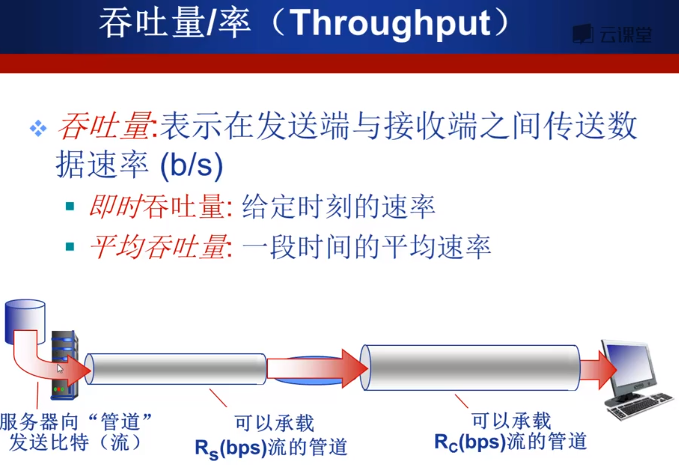 吞吐量/率（Throughput）
云课堂
吞吐量:表示在发送端与接收端之间传送数
据速率 (b/s)
即时吞吐量: 给定时刻的速率
平均吞吐量: 一段时间的平均速率
服务器向“管道”
发送比特（流）
可以承载
Rs(bps)流的管道
可以承载
Rc(bps)流的管道